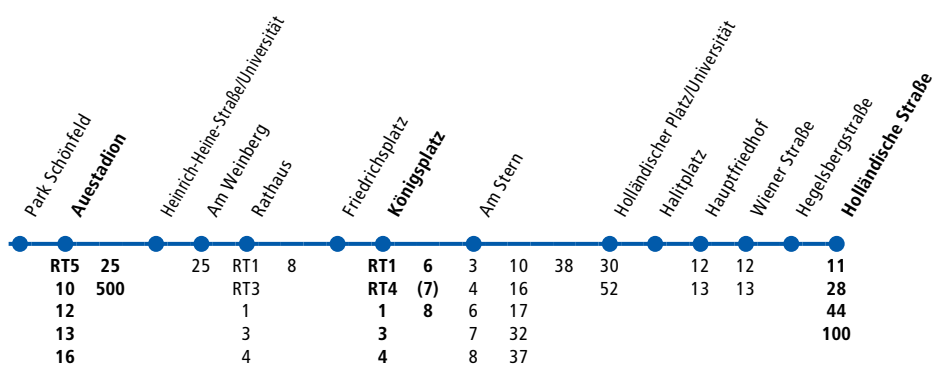 Park Schönfeld
Auestadion
Heinrich-Heine-Straße/Universität
Am Weinberg
Rathaus
Friedrichsplatz
Königsplatz
Am Stern
Holländischer Platz/Universität
Halitplatz
Hauptfriedhof
Wiener Straße
Hegelsbergstraße
Holländische Straße
RT5 25 25 RT1 8 RT1 6 3 10 38 30 12 12 11
10 500 RT3 RT4 (7) 4 16 52 13 13 28
12 1 1 8 6 17 44
13 3 3 7 32 100
16 4 4 8 37